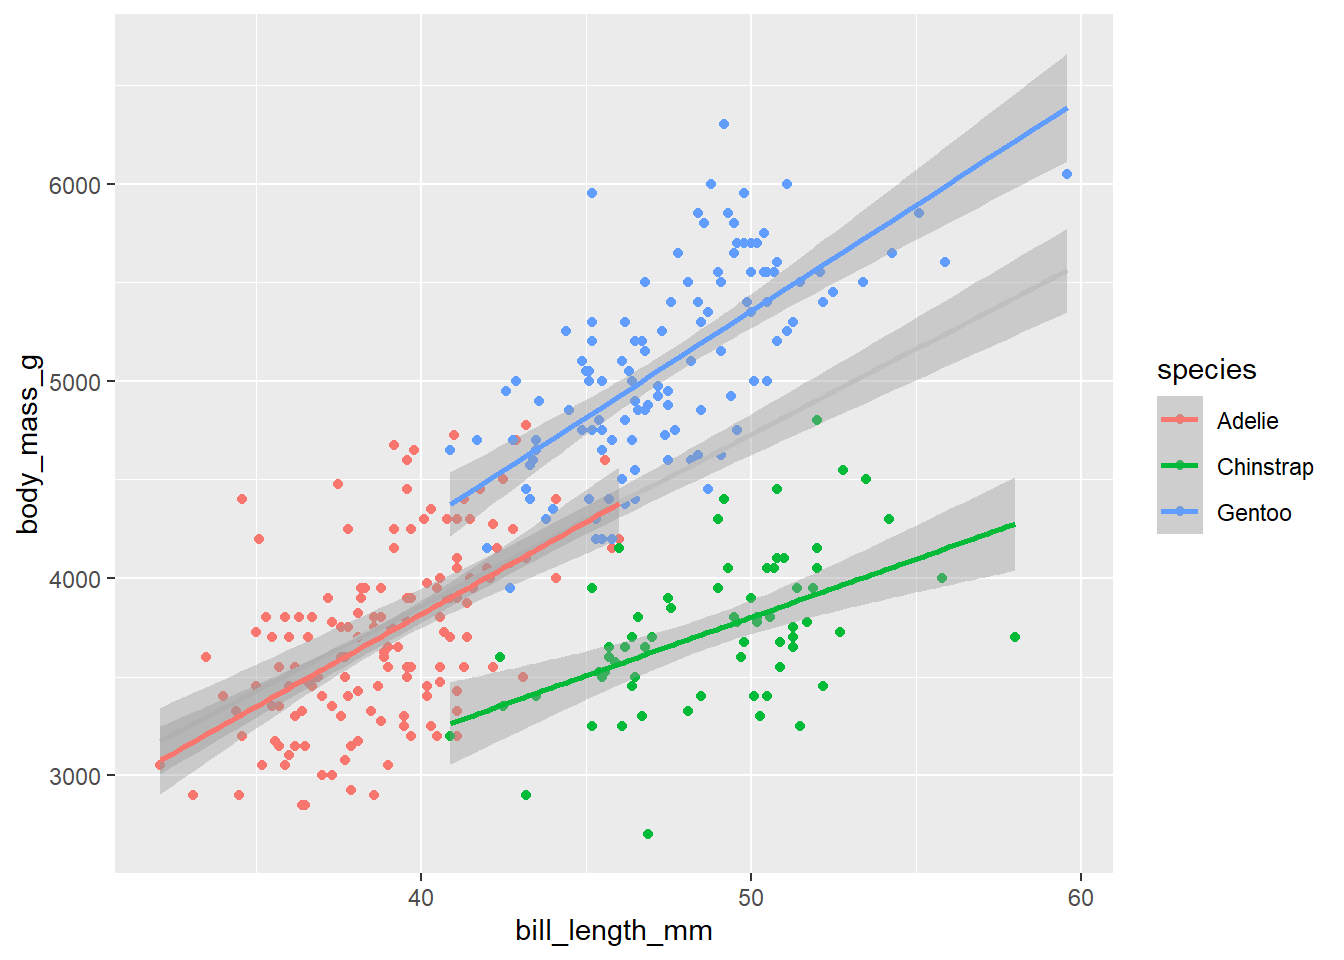 6000
5000
4000
3000
body_mass_g
40
50
60
bill_length_mm
species
Adelie
Chinstrap
Gentoo